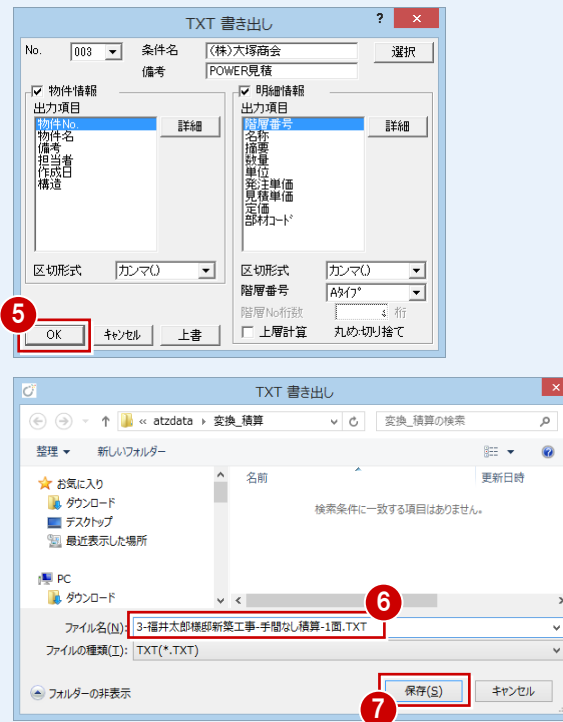 TXT 書き出し ? ×
No. 003 条件名 (株)大塚商会 選択
備考 POWER見積
物件情報
出力項目
物件No.
物件名
備考
担当者
作成日
構造
詳細
区切形式 カンマ(,)
明細情報
出力項目
階層番号
名称
摘要
数量
単位
発注単価
見積単価
定価
部材コード
詳細
区切形式 カンマ(,)
階層番号 Aタイプ
階層No桁数 4 桁
上層計算 丸め:切り捨て
5
OK キャンセル 上書
TXT 書き出し ×
« atzdata 変換_積算 変換_積算の検索
整理 新しいフォルダー
お気に入り
ダウンロード
デスクトップ
最近表示した場所
PC
ダウンロード
名前 更新日時
検索条件に一致する項目はありません。
6
ファイル名(N): 3-福井太郎様邸新築工事-手間なし積算-1面.TXT
ファイルの種類(T): TXT(*.TXT)
フォルダーの非表示 保存(S) キャンセル
7